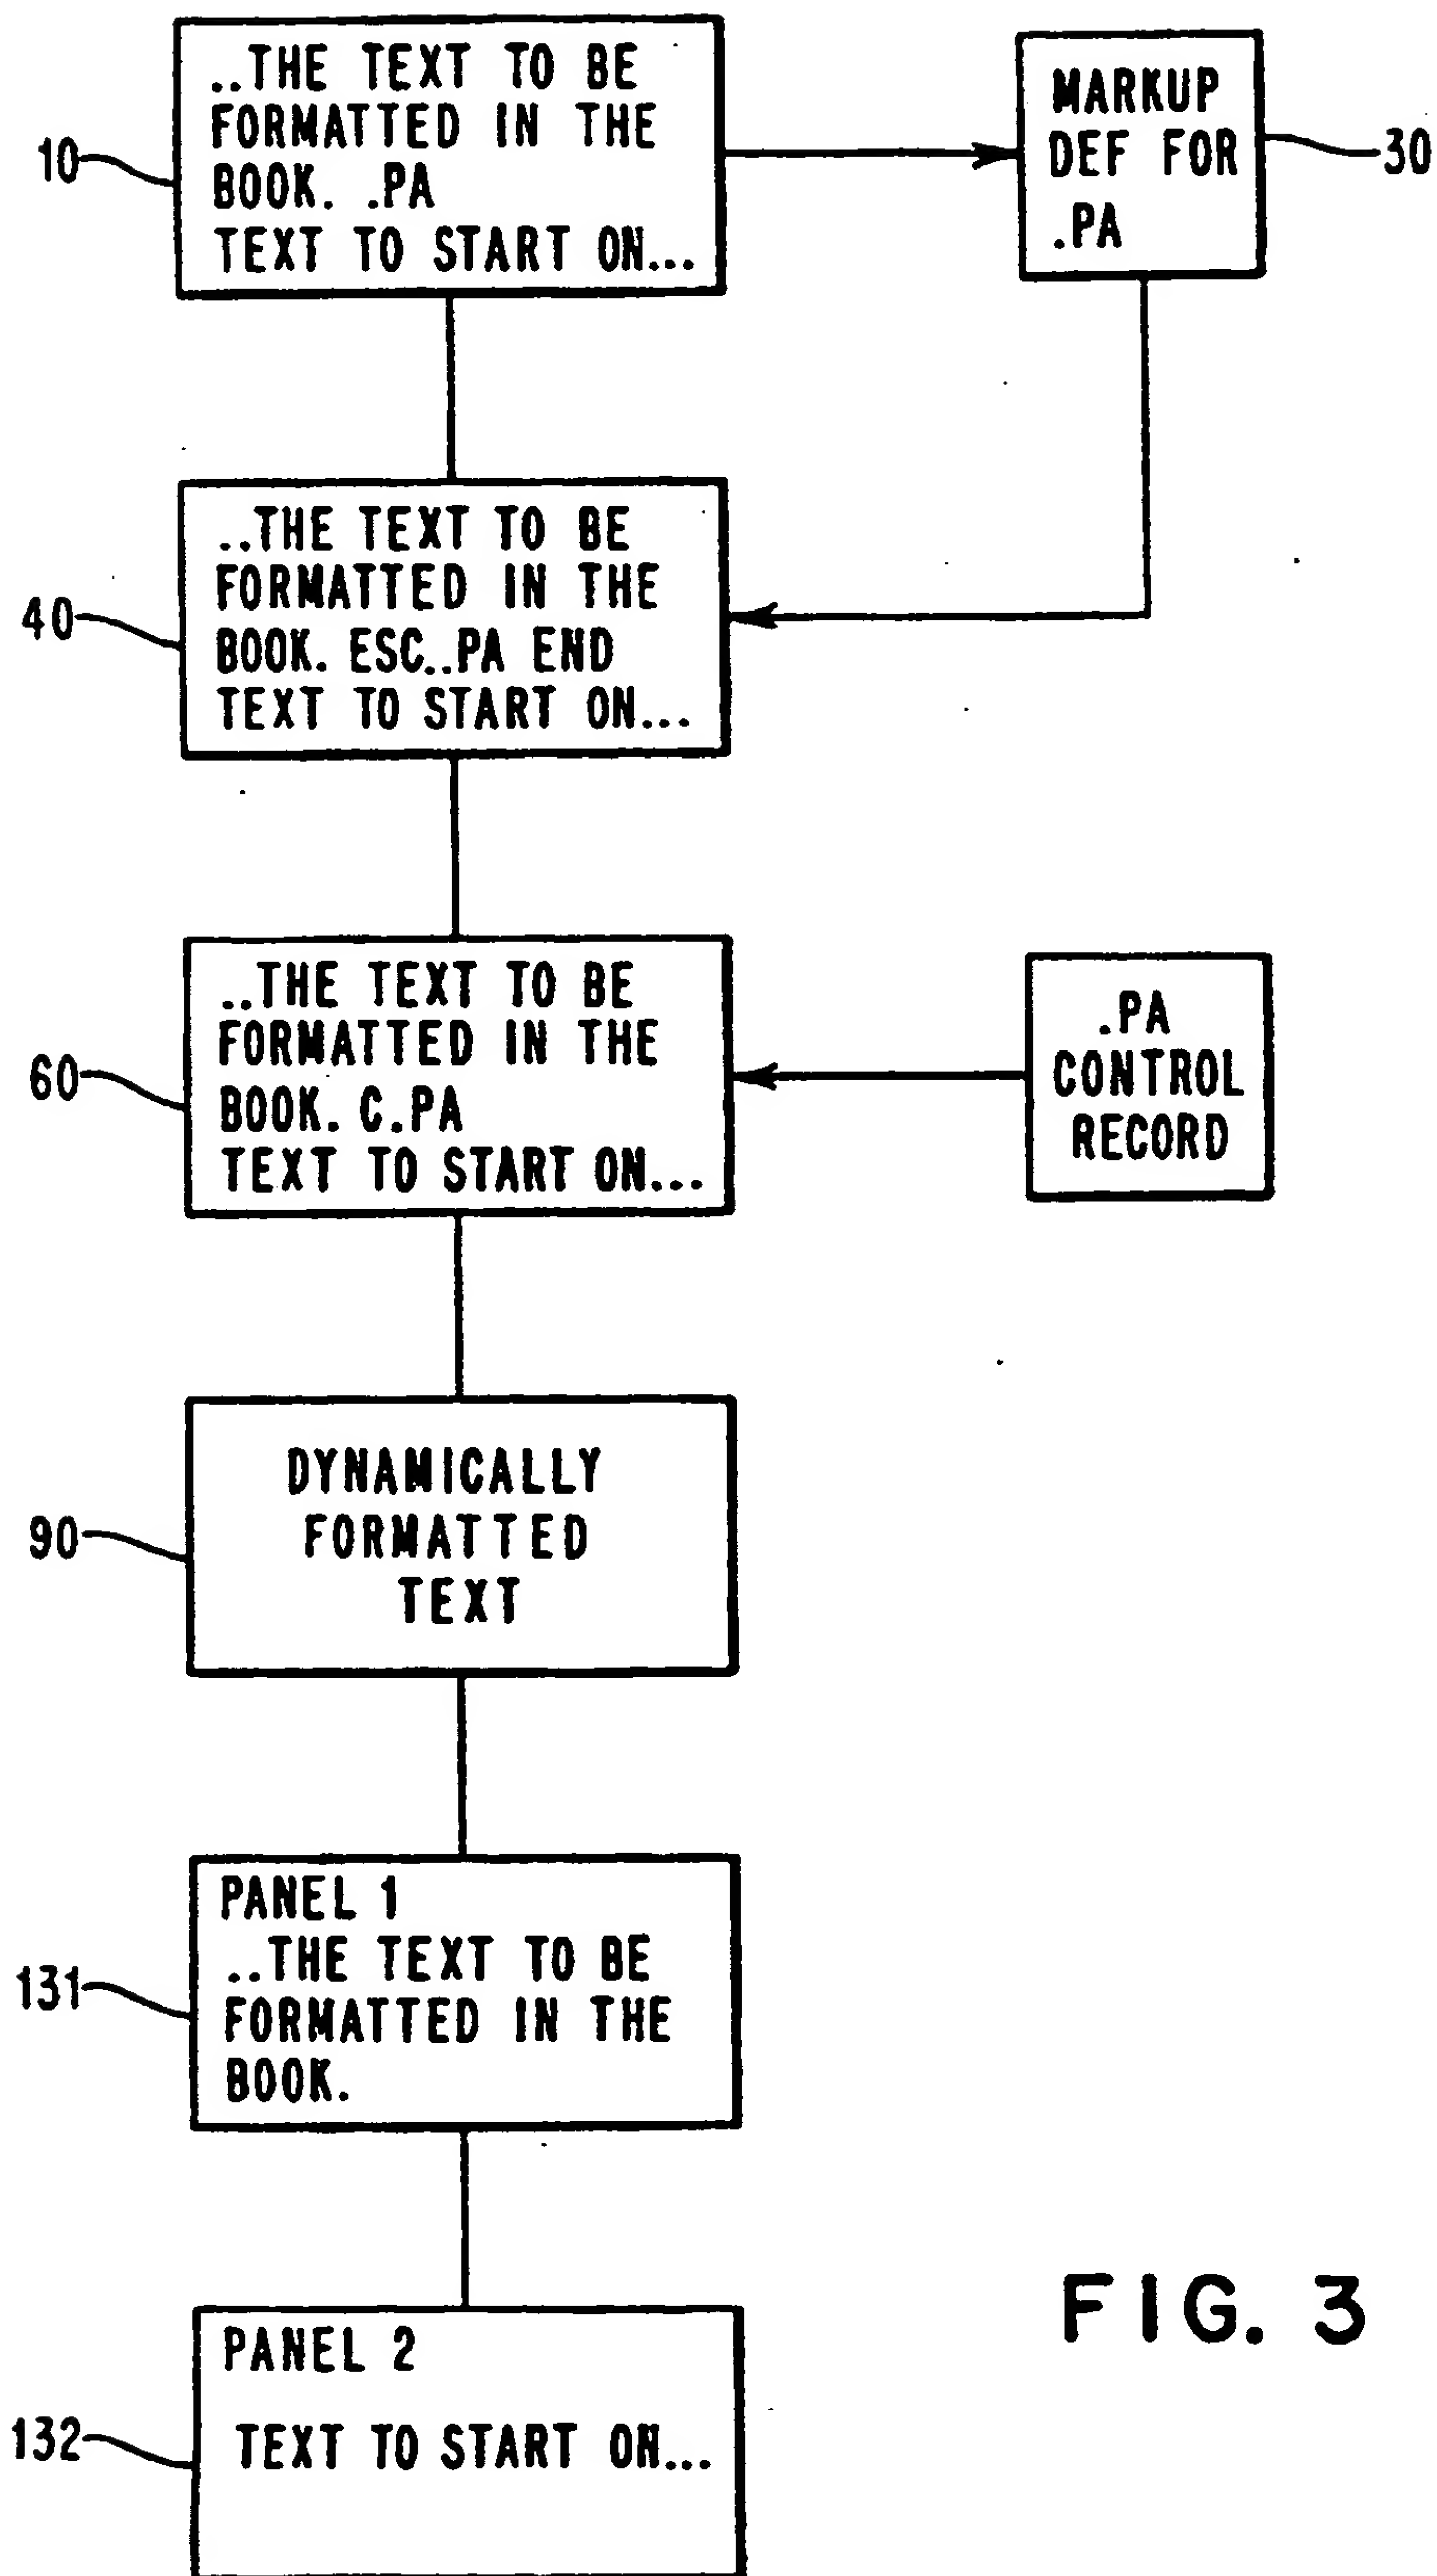 ..THE TEXT TO BE
FORMATTED IN THE
BOOK. .PA
TEXT TO START ON...
10
MARKUP
DEF FOR
.PA
30
..THE TEXT TO BE
FORMATTED IN THE
BOOK. ESC..PA END
TEXT TO START ON...
40
..THE TEXT TO BE
FORMATTED IN THE
BOOK. C.PA
TEXT TO START ON...
60
.PA
CONTROL
RECORD
DYNAMICALLY
FORMATTED
TEXT
90
PANEL 1
..THE TEXT TO BE
FORMATTED IN THE
BOOK.
131
PANEL 2
TEXT TO START ON...
132
FIG. 3